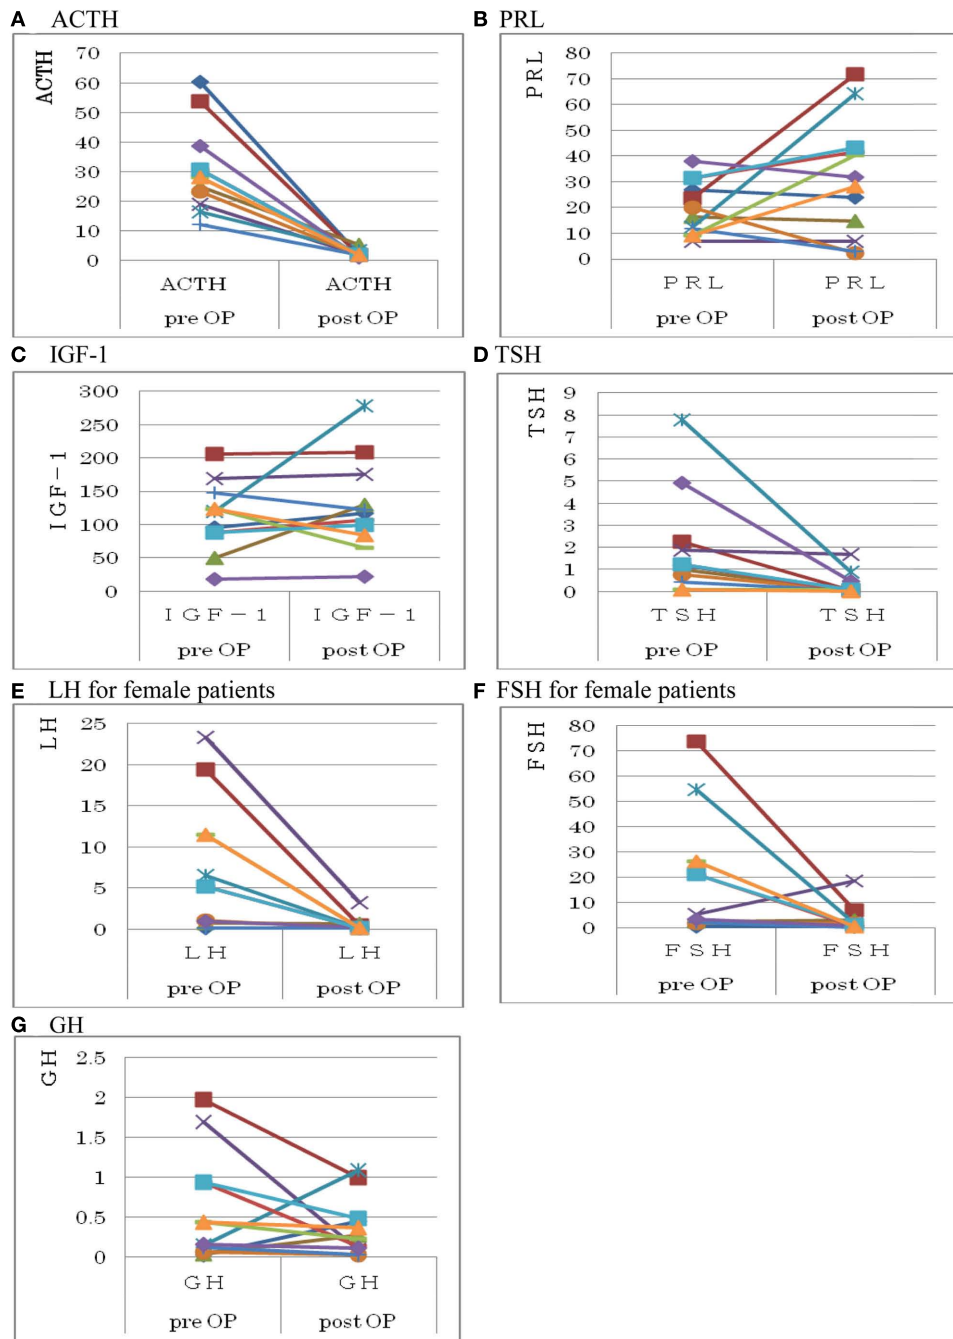 A ACTH
ACTH
70
60
50
40
30
20
10
0
ACTH ACTH
pre OP post OP
B PRL
PRL
80
70
60
50
40
30
20
10
0
PRL PRL
pre OP post OP
C IGF-1
IGF-1
300
250
200
150
100
50
0
IGF-1 IGF-1
pre OP post OP
D TSH
TSH
9
8
7
6
5
4
3
2
1
0
TSH TSH
pre OP post OP
E LH for female patients
LH
25
20
15
10
5
0
LH LH
pre OP post OP
F FSH for female patients
FSH
80
70
60
50
40
30
20
10
0
FSH FSH
pre OP post OP
G GH
GH
2.5
2
1.5
1
0.5
0
GH GH
pre OP post OP